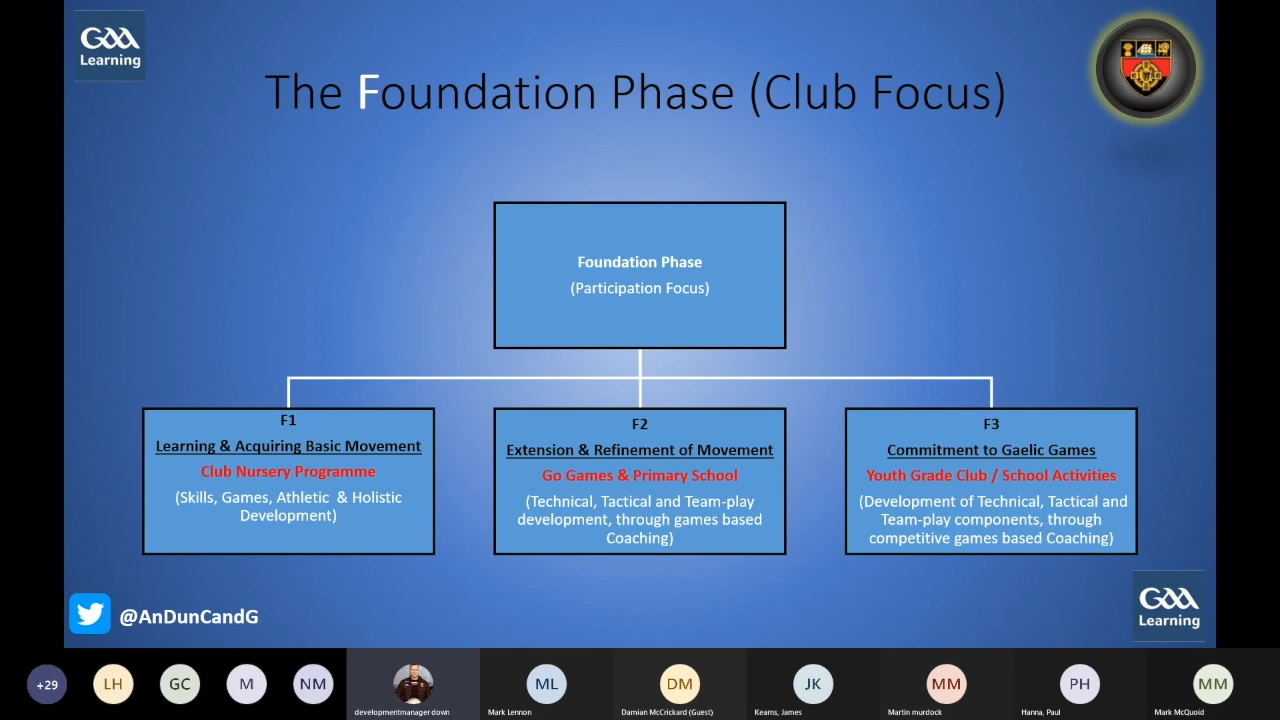 GAA
Learning
The Foundation Phase (Club Focus)
Foundation Phase
(Participation Focus)
F1
Learning & Acquiring Basic Movement
Club Nursery Programme
(Skills, Games, Athletic & Holistic
Development)
F2
Extension & Refinement of Movement
Go Games & Primary School
(Technical, Tactical and Team-play
development, through games based
Coaching)
F3
Commitment to Gaelic Games
Youth Grade Club / School Activities
(Development of Technical, Tactical and
Team-play components, through
competitive games based Coaching)
@AnDunCandG
GAA
Learning
+29
LH
GC
M
NM
developmentmanager down
ML
Mark Lennon
DM
Damian McCrickard (Guest)
JK
Kearns, James
MM
Martin murdock
PH
Hanna, Paul
MM
Mark McQuoid